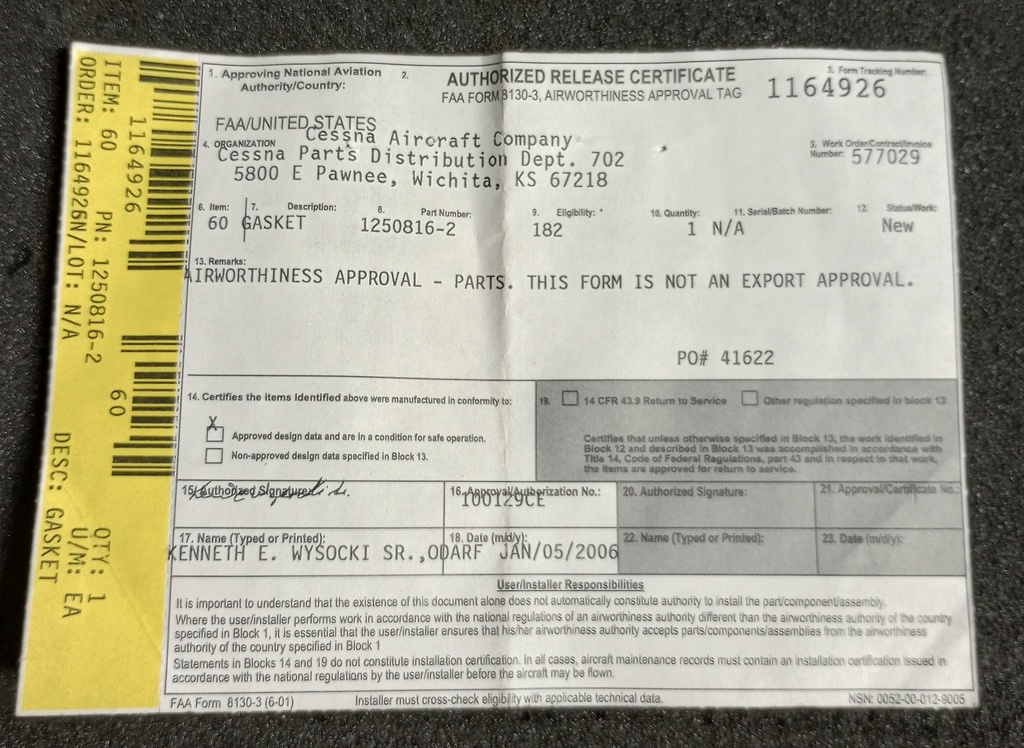 ITEM: 60 PN: 1250816-2 DESC: GASKET
ORDER: 1164926N/LOT: N/A
1164926
60
QTY: 1
U/M: EA
1. Approving National Aviation Authority/Country:
FAA/UNITED STATES
2.
AUTHORIZED RELEASE CERTIFICATE
FAA FORM 8130-3, AIRWORTHINESS APPROVAL TAG
3. Form Tracking Number:
1164926
4. ORGANIZATION
Cessna Aircraft Company
Cessna Parts Distribution Dept. 702
5800 E Pawnee, Wichita, KS 67218
5. Work Order/Contract/Invoice
Number: 577029
6. Item: 7. Description: 8. Part Number: 9. Eligibility: * 10. Quantity: 11. Serial/Batch Number: 12. Status/Work:
60 GASKET 1250816-2 182 1 N/A New
13. Remarks:
AIRWORTHINESS APPROVAL - PARTS. THIS FORM IS NOT AN EXPORT APPROVAL.
PO# 41622
14. Certifies the items identified above were manufactured in conformity to:
X
Approved design data and are in a condition for safe operation.
Non-approved design data specified in Block 13.
19. 14 CFR 43.9 Return to Service Other regulation specified in block 13
Certifies that unless otherwise specified in Block 13, the work identified in
Block 12 and described in Block 13 was accomplished in accordance with
Title 14, Code of Federal Regulations, part 43 and in respect to that work,
the items are approved for return to service.
15. Authorized Signature:
16. Approval/Authorization No.:
100129CE
20. Authorized Signature:
21. Approval/Certificate No.:
17. Name (Typed or Printed):
KENNETH E. WYSOCKI SR.,ODARF
18. Date (m/d/y):
JAN/05/2006
22. Name (Typed or Printed):
23. Date (m/d/y):
User/Installer Responsibilities
It is important to understand that the existence of this document alone does not automatically constitute authority to install the part/component/assembly.
Where the user/installer performs work in accordance with the national regulations of an airworthiness authority different than the airworthiness authority of the country
specified in Block 1, it is essential that the user/installer ensures that his/her airworthiness authority accepts parts/components/assemblies from the airworthiness
authority of the country specified in Block 1
Statements in Blocks 14 and 19 do not constitute installation certification. In all cases, aircraft maintenance records must contain an installation certification issued in
accordance with the national regulations by the user/installer before the aircraft may be flown.
FAA Form 8130-3 (6-01)
Installer must cross-check eligibility with applicable technical data.
NSN: 0052-00-012-9005